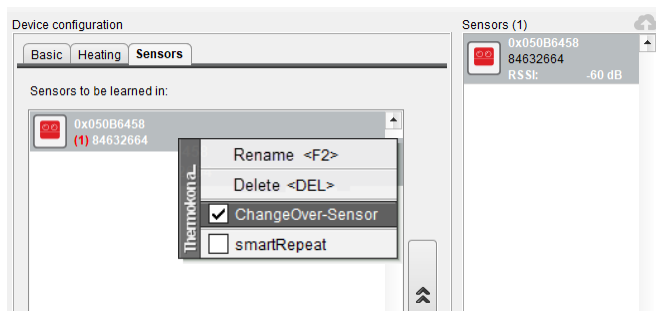 Device configuration
Basic
Heating
Sensors
Sensors to be learned in:
0x050B6458
(1) 84632664
Thermokona...
Rename <F2>
Delete <DEL>
ChangeOver-Sensor
smartRepeat
Sensors (1)
0x050B6458
84632664
RSSI: -60 dB